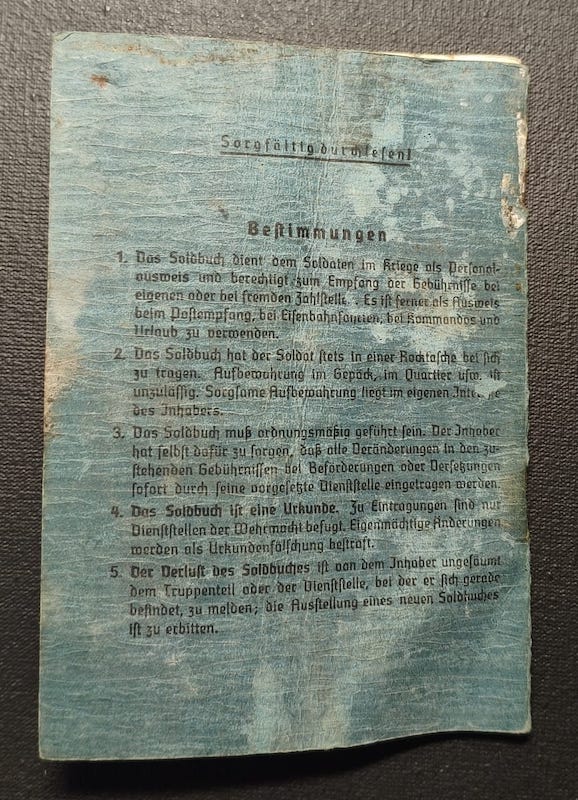 Sorgfältig durchlesen!
Bestimmungen
1. Das Soldbuch dient dem Soldaten im Kriege als Personal-
ausweis und berechtigt zum Empfang der Gebührnisse bei
eigenen oder bei fremden Zahlstelle. Es ist ferner als Ausweis
beim Postempfang, bei Eisenbahnfahrten, bei Kommandos und
Urlaub zu verwenden.
2. Das Soldbuch hat der Soldat stets in einer Rocktasche bei sich
zu tragen. Aufbewahrung im Gepäck, im Quartier usw. ist
unzulässig. Sorgsame Aufbewahrung liegt im eigenen
des Inhabers.
3. Das Soldbuch muß ordnungsmäßig geführt sein. Der Inhaber
hat selbst dafür zu sorgen, daß alle Veränderungen in den zu-
stehenden Gebührnissen bei Beförderungen oder Versetzungen
sofort durch seine vorgesetzte Dienststelle eingetragen werden.
4. Das Soldbuch ist eine Urkunde. Zu Eintragungen sind nur
Dienststellen der Wehrmacht befugt. Eigenmächtige Änderungen
werden als Urkundenfälschung bestraft.
5. Der Verlust des Soldbuches ist von dem Inhaber ungesäumt
dem Truppenteil oder der Dienststelle, bei der er sich gerade
befindet, zu melden; die Ausstellung eines neuen Soldbuches
ist zu erbitten.